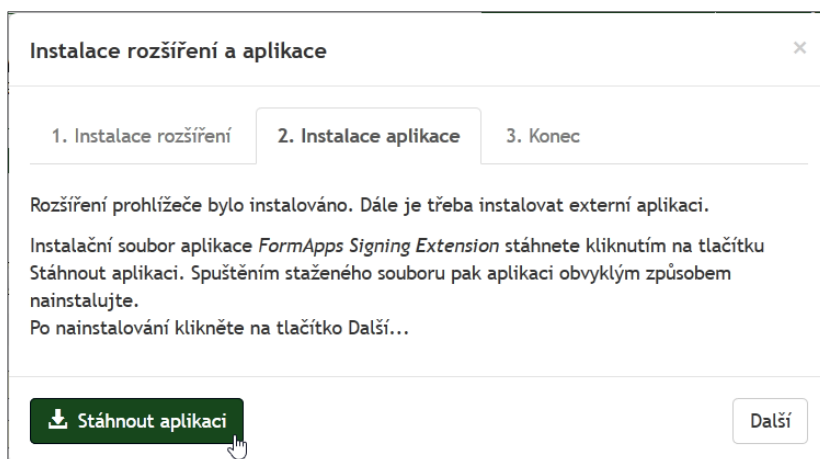 Instalace rozšíření a aplikace
×
1. Instalace rozšíření
2. Instalace aplikace
3. Konec
Rozšíření prohlížeče bylo instalováno. Dále je třeba instalovat externí aplikaci.
Instalační soubor aplikace FormApps Signing Extension stáhnete kliknutím na tlačítku
Stáhnout aplikaci. Spuštěním staženého souboru pak aplikaci obvyklým způsobem
nainstalujte.
Po nainstalování klikněte na tlačítko Další...
Stáhnout aplikaci
Další